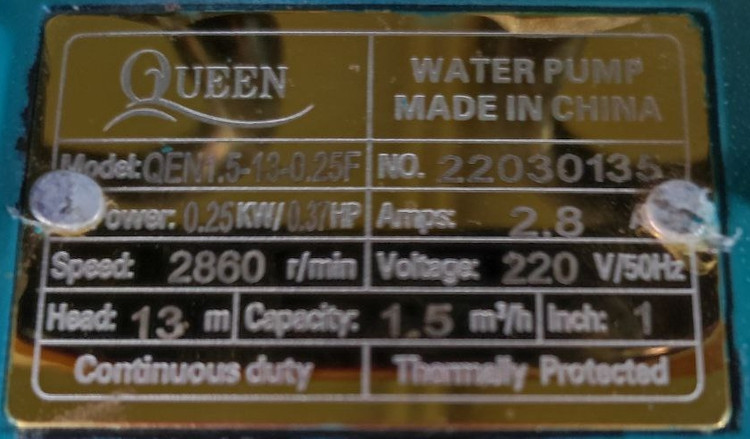 QUEEN
WATER PUMP
MADE IN CHINA
Model: QEN1.5-13-0.25F NO. 22030135
Power: 0.25KW/0.37HP Amps: 2.8
Speed: 2860 r/min Voltage: 220 V/50Hz
Head: 13 m Capacity: 1.5 m³/h Inch: 1
Continuous duty Thermally Protected